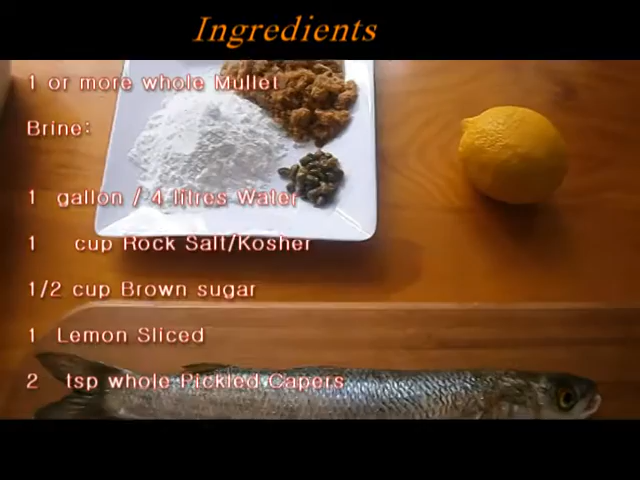 Ingredients
1 or more whole Mullet
Brine:
1 gallon / 4 litres Water
1 cup Rock Salt/Kosher
1/2 cup Brown sugar
1 Lemon Sliced
2 tsp whole Pickled Capers